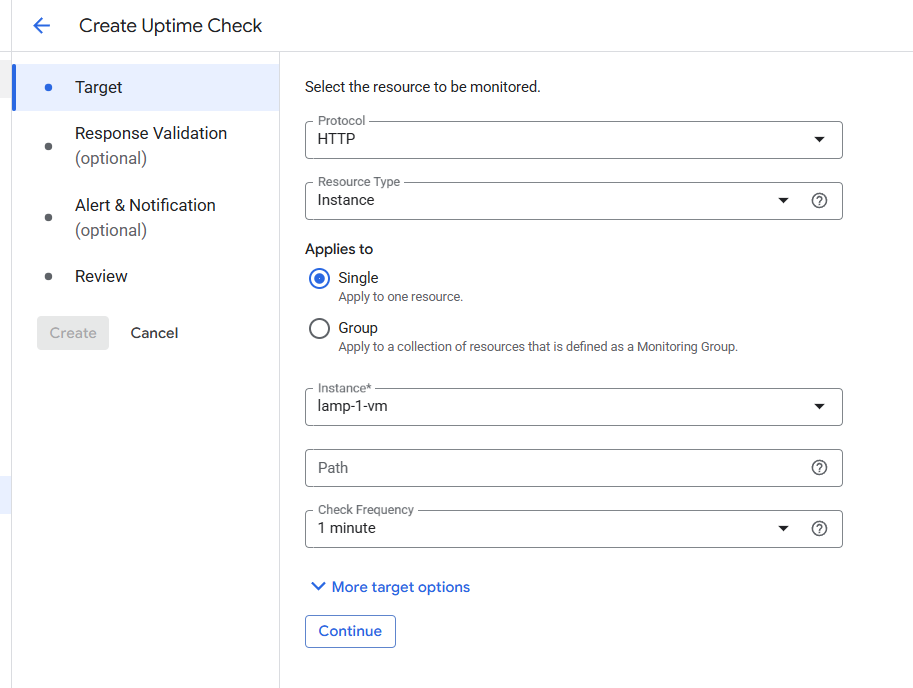 Create Uptime Check
Target
Response Validation
(optional)
Alert & Notification
(optional)
Review
Create
Cancel
Select the resource to be monitored.
Protocol
HTTP
Resource Type
Instance
Applies to
Single
Apply to one resource.
Group
Apply to a collection of resources that is defined as a Monitoring Group.
Instance*
lamp-1-vm
Path
Check Frequency
1 minute
More target options
Continue